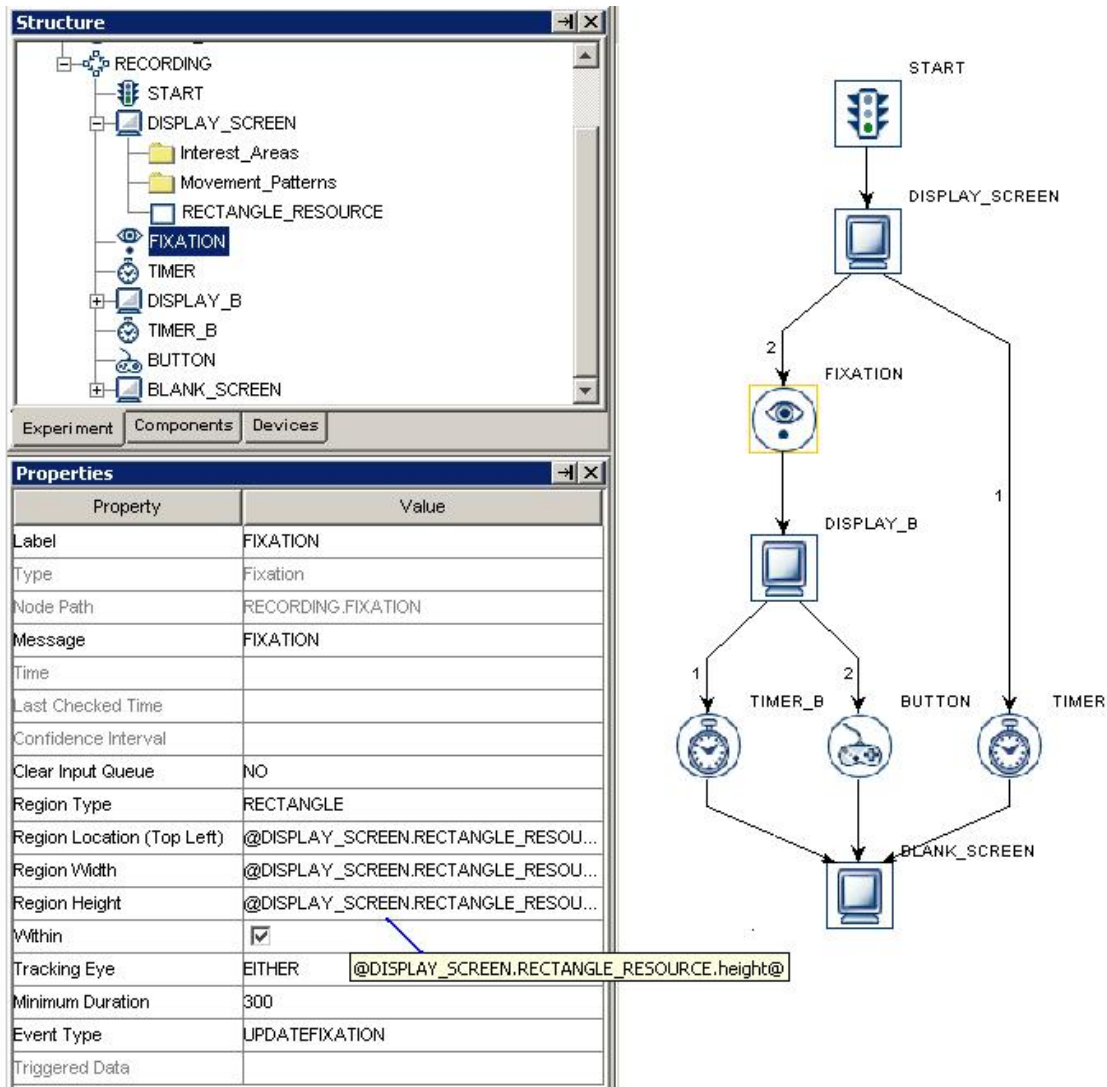 Structure
RECORDING
START
DISPLAY_SCREEN
Interest_Areas
Movement_Patterns
RECTANGLE_RESOURCE
FIXATION
TIMER
DISPLAY_B
TIMER_B
BUTTON
BLANK_SCREEN
Experiment Components Devices
Properties
Property Value
Label FIXATION
Type Fixation
Node Path RECORDING.FIXATION
Message FIXATION
Time
Last Checked Time
Confidence Interval
Clear Input Queue NO
Region Type RECTANGLE
Region Location (Top Left) @DISPLAY_SCREEN.RECTANGLE_RESOU...
Region Width @DISPLAY_SCREEN.RECTANGLE_RESOU...
Region Height @DISPLAY_SCREEN.RECTANGLE_RESOU...
Within
Tracking Eye EITHER
@DISPLAY_SCREEN.RECTANGLE_RESOURCE.height@
Minimum Duration 300
Event Type UPDATEFIXATION
Triggered Data
START
DISPLAY_SCREEN
2
FIXATION
1
DISPLAY_B
1 2
TIMER_B BUTTON TIMER
BLANK_SCREEN